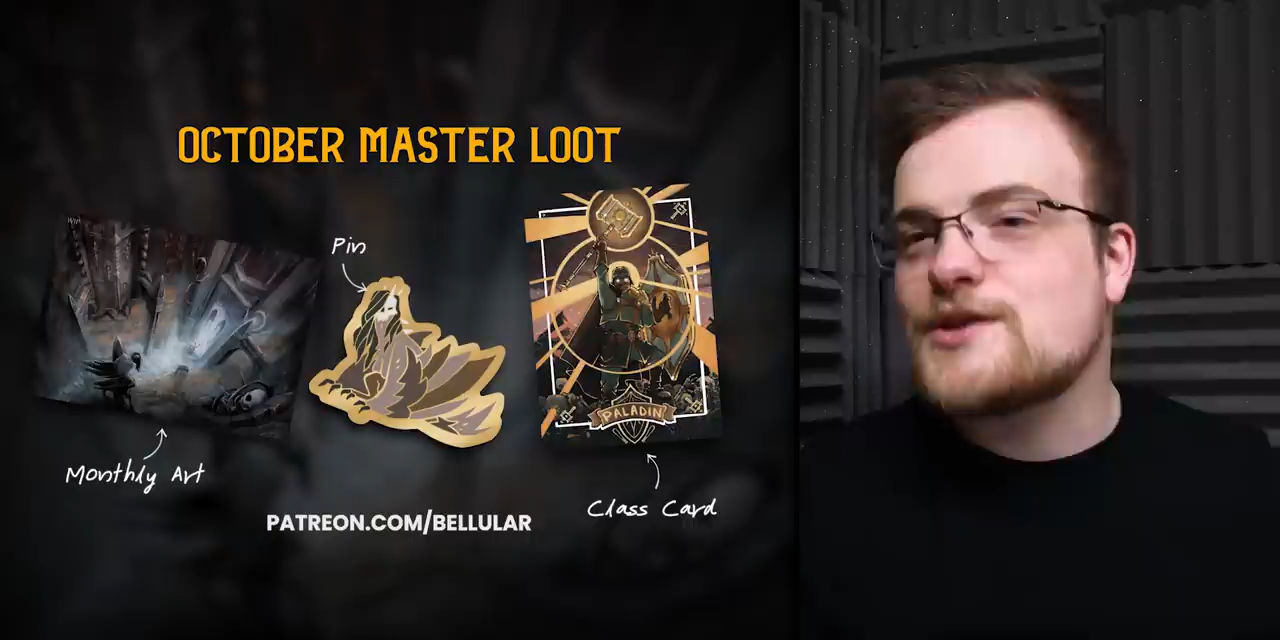 OCTOBER MASTER LOOT
Pin
PALADIN
Monthly Art
Class Card
PATREON.COM/BELLULAR